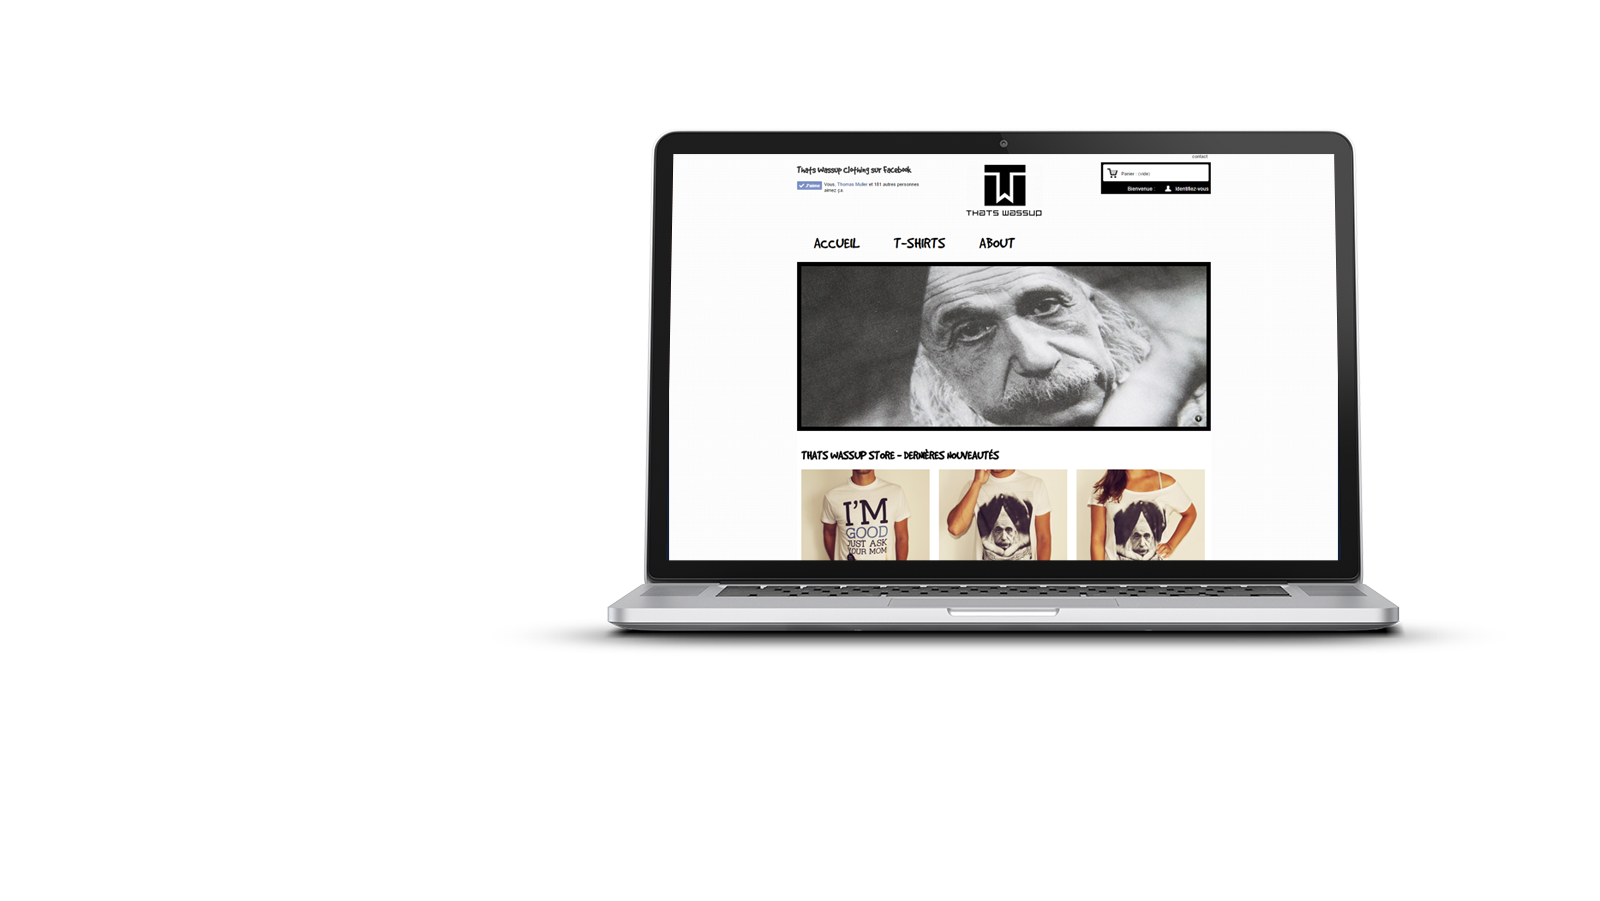 contact
Thats Wassup Clothing sur Facebook
J'aime
Vous, Thomas Muller et 181 autres personnes
aimez ça.
TW
THATS WASSUP
Panier : (vide)
Bienvenue :
Identifiez-vous
ACCUEIL
T-SHIRTS
ABOUT
THATS WASSUP STORE - DERNIÈRES NOUVEAUTÉS
I'M
GOOD
JUST ASK
YOUR MOM